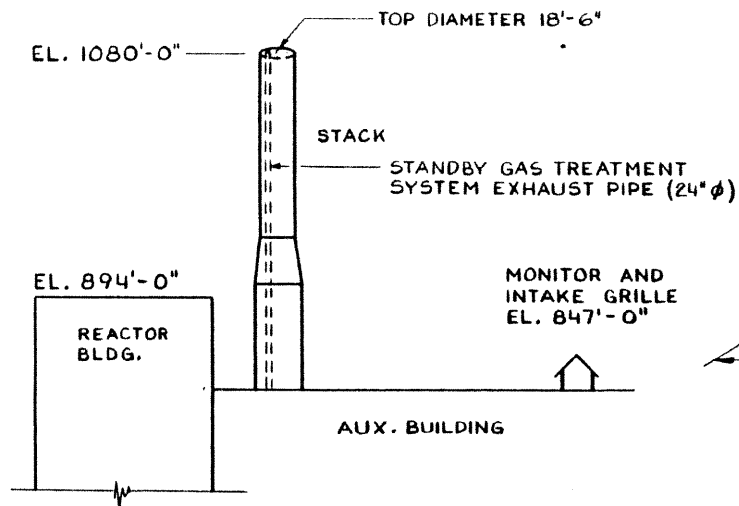 TOP DIAMETER 18'-6"
EL. 1080'-0"
STACK
STANDBY GAS TREATMENT
SYSTEM EXHAUST PIPE (24" ϕ)
EL. 894'-0"
MONITOR AND
INTAKE GRILLE
EL. 847'-0"
REACTOR
BLDG.
AUX. BUILDING